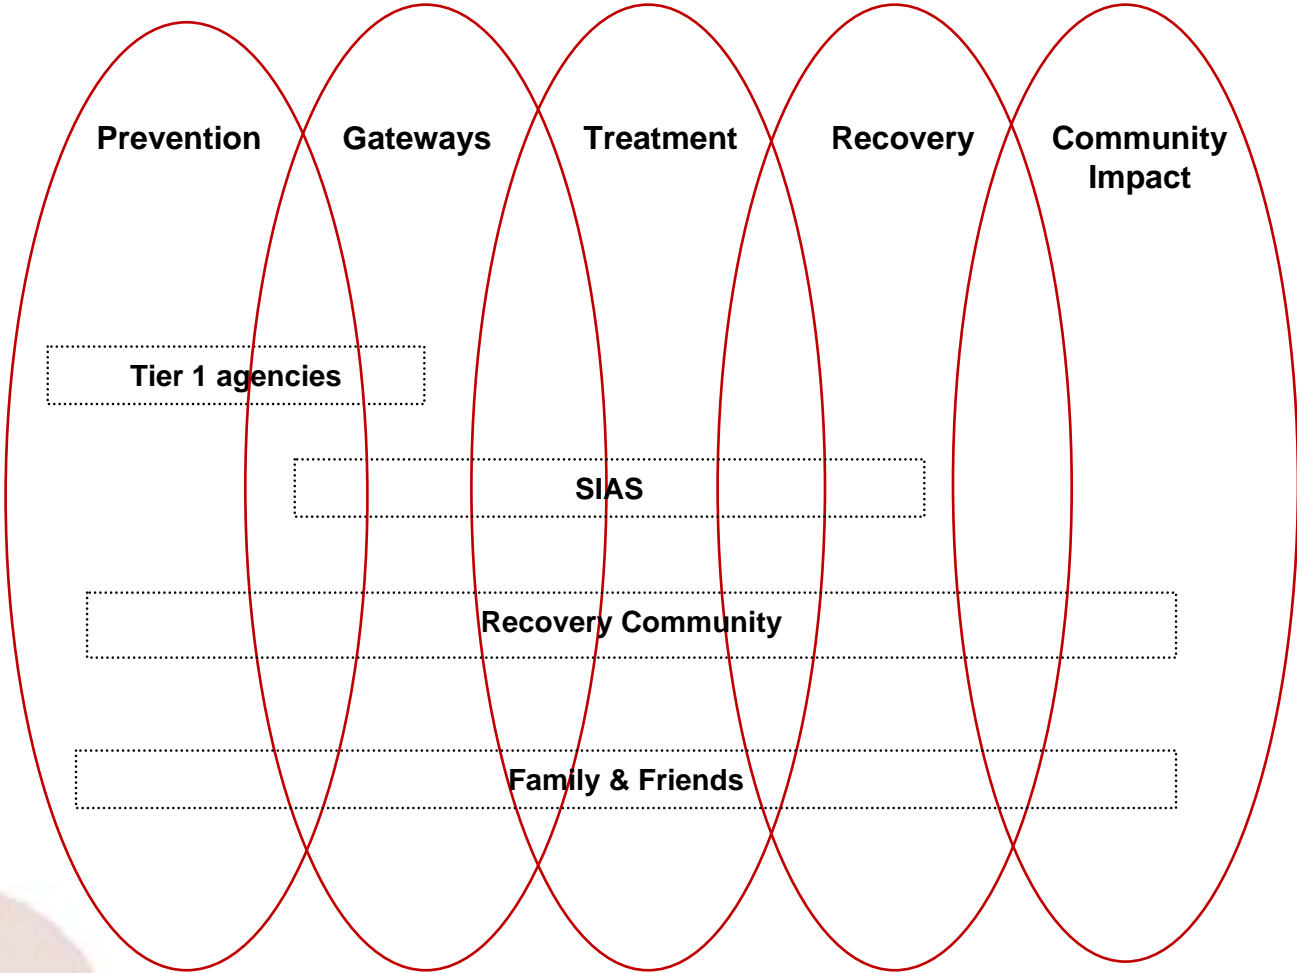 Prevention
Gateways
Treatment
Recovery
Community
Impact
Tier 1 agencies
SIAS
Recovery Community
Family & Friends